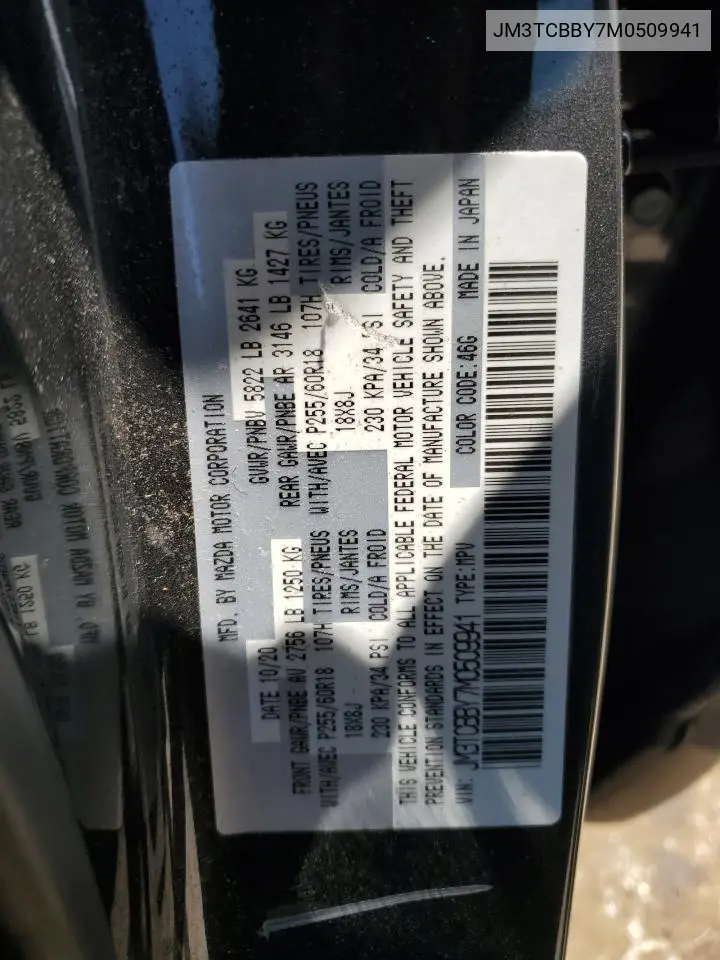 JM3TCBBY7M0509941
MFD. BY MAZDA MOTOR CORPORATION
DATE 10/20 GVWR/PNBV 5822 LB 2641 KG
FRONT GAWR/PNBE AV 2756 LB 1250 KG REAR GAWR/PNBE AR 3146 LB 1427 KG
WITH/AVEC P255/60R18 107H TIRES/PNEUS WITH/AVEC P255/60R18 107H TIRES/PNEUS
18X8J RIMS/JANTES 18X8J RIMS/JANTES
230 KPA/34 PSI COLD/A FROID 230 KPA/34 PSI COLD/A FROID
THIS VEHICLE CONFORMS TO ALL APPLICABLE FEDERAL MOTOR VEHICLE SAFETY AND THEFT
PREVENTION STANDARDS IN EFFECT ON THE DATE OF MANUFACTURE SHOWN ABOVE.
VIN: JM3TCBBY7M0509941 TYPE:MPV COLOR CODE:46G MADE IN JAPAN